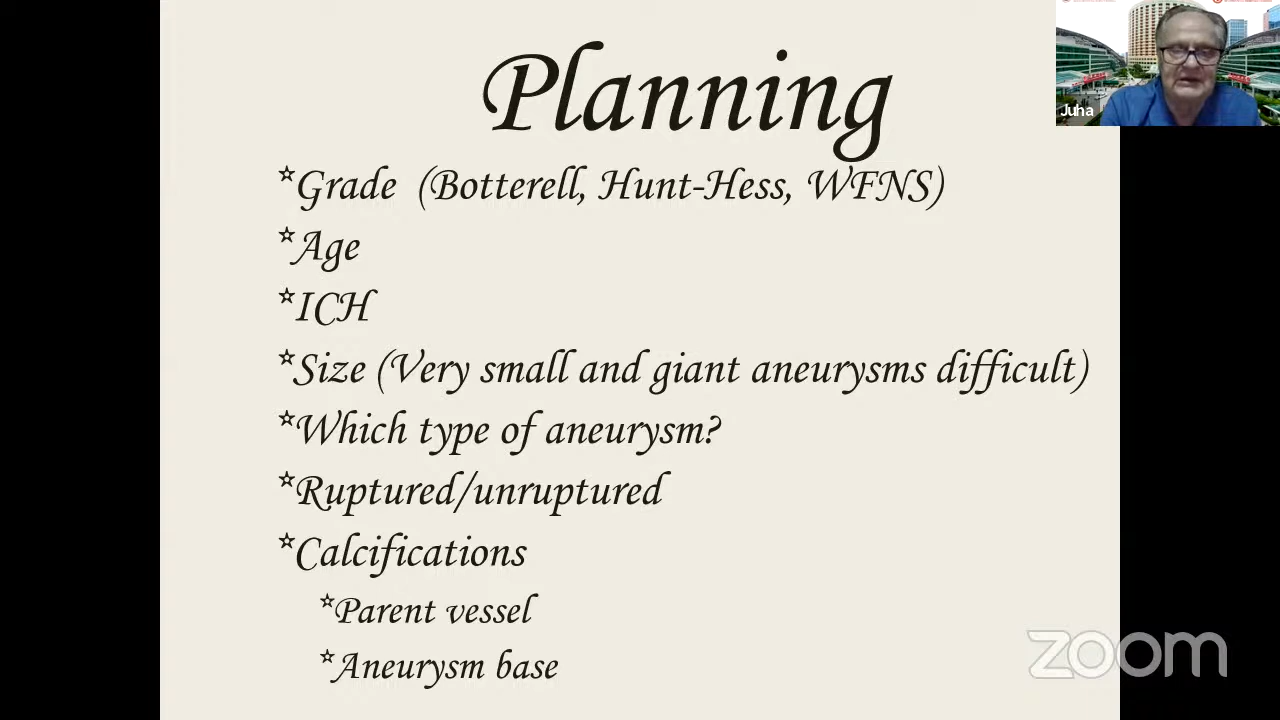 Planning
*Grade (Botterell, Hunt-Hess, WFNS)
*Age
*ICH
*Size (Very small and giant aneurysms difficult)
*Which type of aneurysm?
*Ruptured/unruptured
*Calcifications
*Parent vessel
*Aneurysm base
Juha
zoom